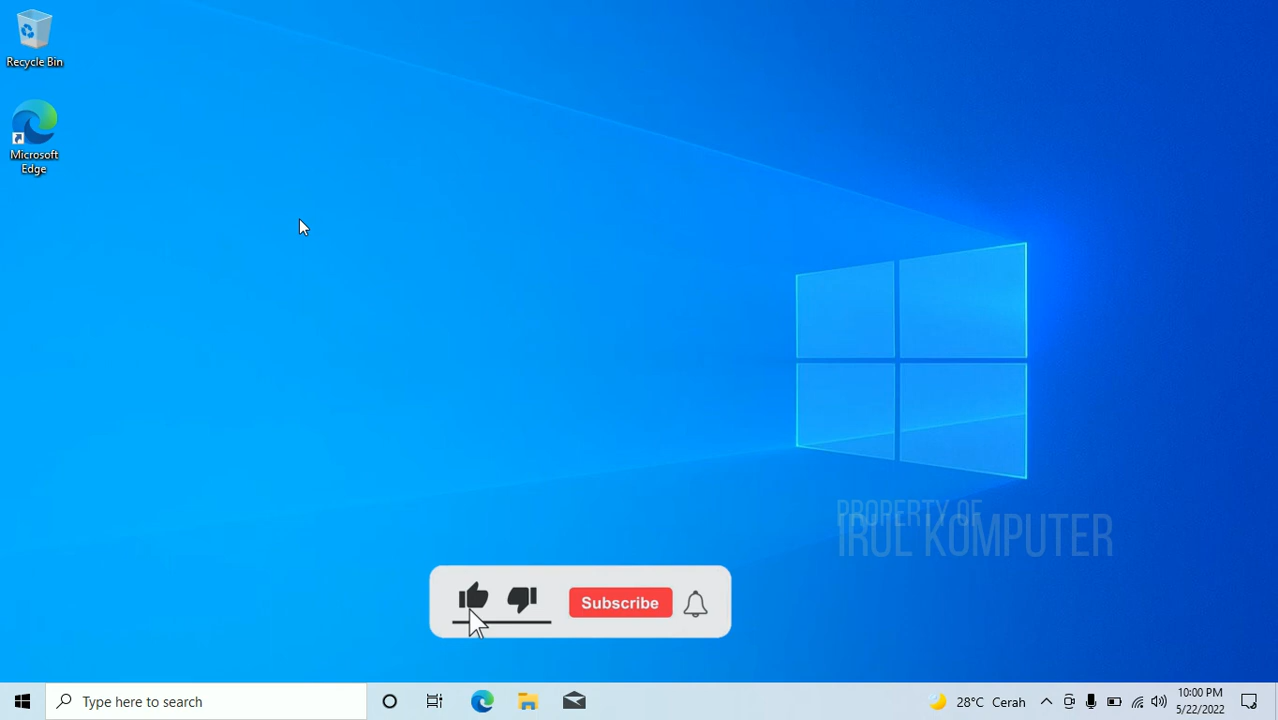 Recycle Bin
Microsoft
Edge
PROPERTY OF
IRUL KOMPUTER
Subscribe
Type here to search
28°C Cerah
10:00 PM
5/22/2022